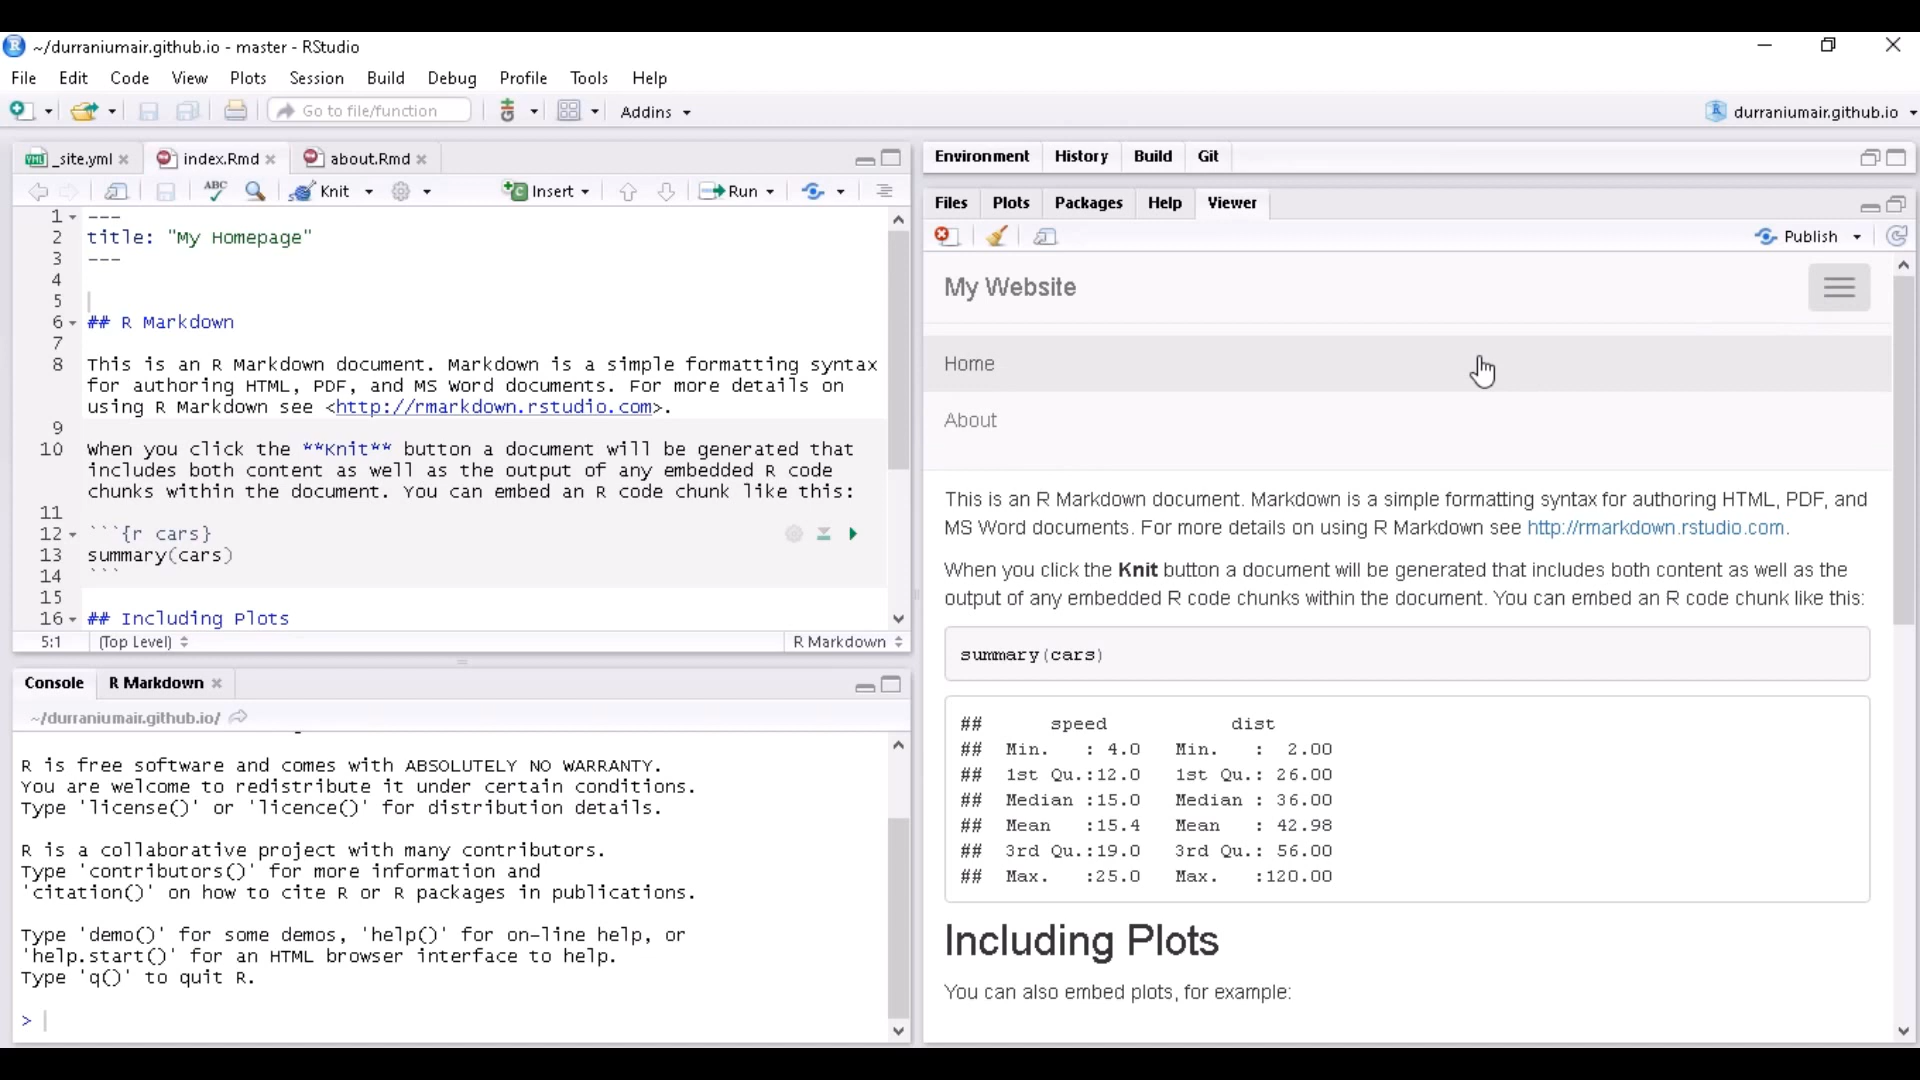 ~/durraniumair.github.io - master - RStudio
File Edit Code View Plots Session Build Debug Profile Tools Help
Go to file/function Addins durraniumair.github.io
_site.yml index.Rmd about.Rmd
ABC Knit Insert Run
1 ---
2 title: "My Homepage"
3 ---
4
5
6 ## R Markdown
7
8 This is an R Markdown document. Markdown is a simple formatting syntax
for authoring HTML, PDF, and MS Word documents. For more details on
using R Markdown see <http://rmarkdown.rstudio.com>.
9
10 When you click the **Knit** button a document will be generated that
includes both content as well as the output of any embedded R code
chunks within the document. You can embed an R code chunk like this:
11
12 ```{r cars}
13 summary(cars)
14 ```
15
16 ## Including Plots
5:1 (Top Level) R Markdown
Console R Markdown
~/durraniumair.github.io/
R is free software and comes with ABSOLUTELY NO WARRANTY.
You are welcome to redistribute it under certain conditions.
Type 'license()' or 'licence()' for distribution details.
R is a collaborative project with many contributors.
Type 'contributors()' for more information and
'citation()' on how to cite R or R packages in publications.
Type 'demo()' for some demos, 'help()' for on-line help, or
'help.start()' for an HTML browser interface to help.
Type 'q()' to quit R.
>
Environment History Build Git
Files Plots Packages Help Viewer
Publish
My Website
Home
About
This is an R Markdown document. Markdown is a simple formatting syntax for authoring HTML, PDF, and
MS Word documents. For more details on using R Markdown see http://rmarkdown.rstudio.com.
When you click the Knit button a document will be generated that includes both content as well as the
output of any embedded R code chunks within the document. You can embed an R code chunk like this:
summary(cars)
## speed dist
## Min. : 4.0 Min. : 2.00
## 1st Qu.:12.0 1st Qu.: 26.00
## Median :15.0 Median : 36.00
## Mean :15.4 Mean : 42.98
## 3rd Qu.:19.0 3rd Qu.: 56.00
## Max. :25.0 Max. :120.00
Including Plots
You can also embed plots, for example: